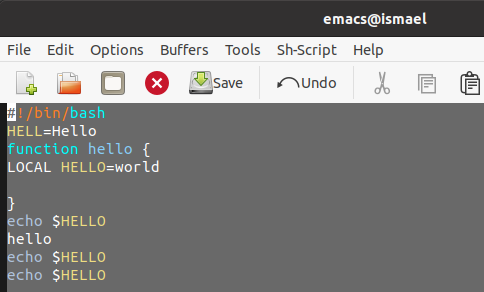 emacs@ismael
File Edit Options Buffers Tools Sh-Script Help
Save Undo
#!/bin/bash
HELL=Hello
function hello {
LOCAL HELLO=world
}
echo $HELLO
hello
echo $HELLO
echo $HELLO